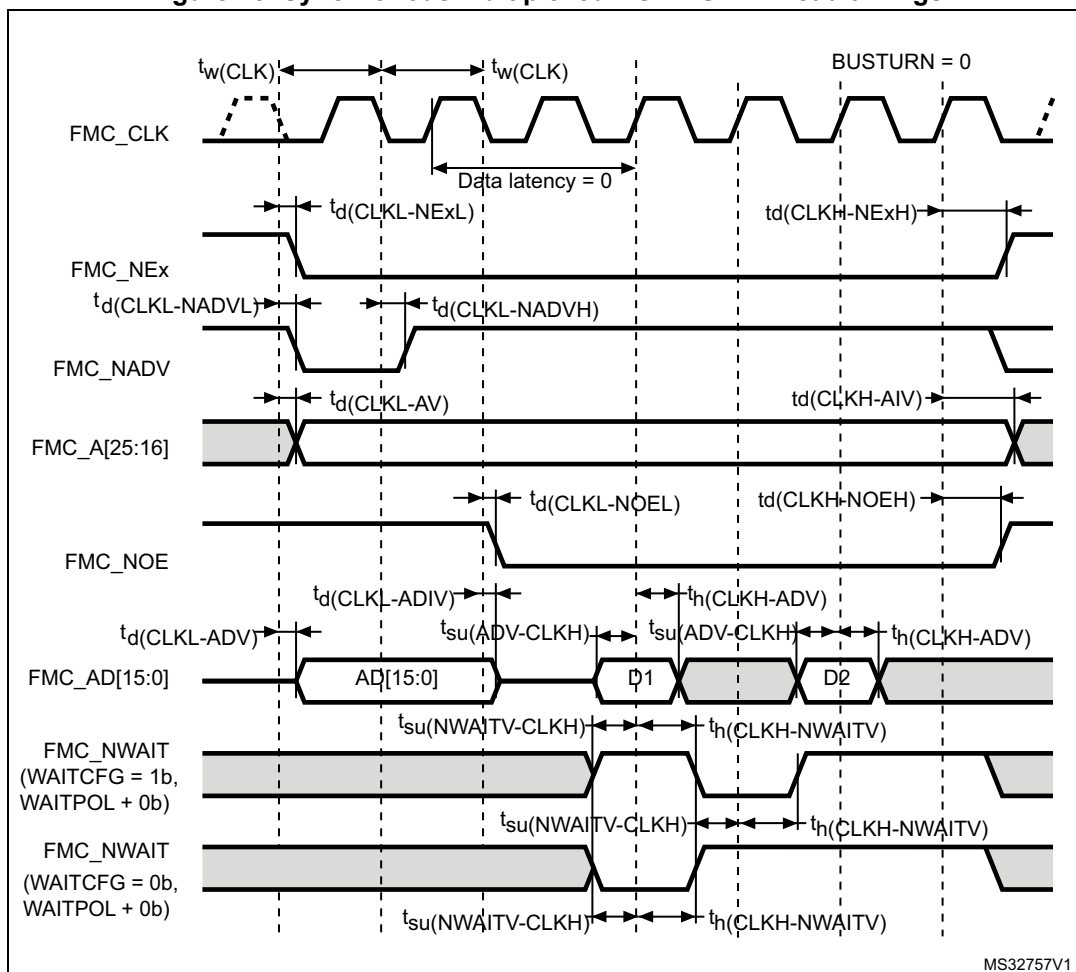 tw(CLK) tw(CLK) BUSTURN = 0
FMC_CLK
Data latency = 0
td(CLKL-NExL) td(CLKH-NExH)
FMC_NEx
td(CLKL-NADVL) td(CLKL-NADVH)
FMC_NADV
td(CLKL-AV) td(CLKH-AIV)
FMC_A[25:16]
td(CLKL-NOEL) td(CLKH-NOEH)
FMC_NOE
td(CLKL-ADIV) th(CLKH-ADV)
td(CLKL-ADV) tsu(ADV-CLKH) tsu(ADV-CLKH) th(CLKH-ADV)
FMC_AD[15:0] AD[15:0] D1 D2
tsu(NWAITV-CLKH) th(CLKH-NWAITV)
FMC_NWAIT
(WAITCFG = 1b,
WAITPOL + 0b)
tsu(NWAITV-CLKH) th(CLKH-NWAITV)
FMC_NWAIT
(WAITCFG = 0b,
WAITPOL + 0b)
tsu(NWAITV-CLKH) th(CLKH-NWAITV)
MS32757V1